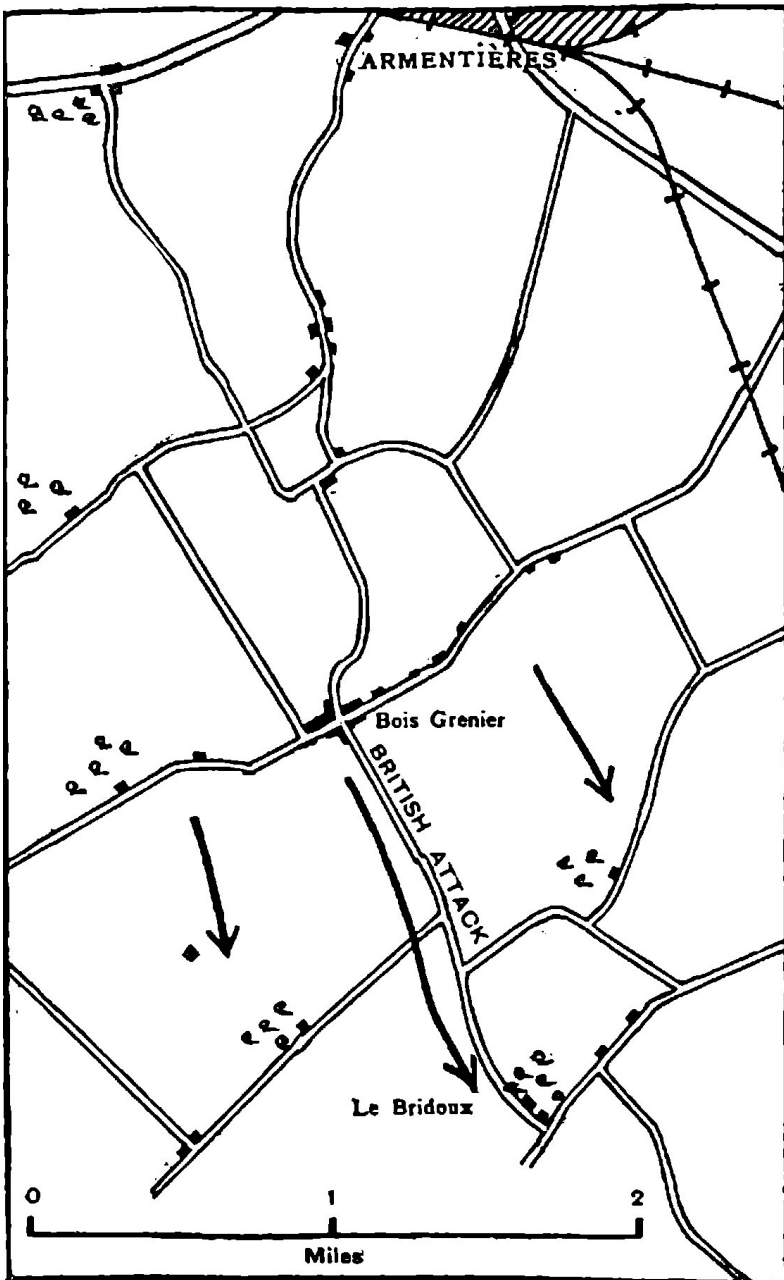 ARMENTIÈRES
Bois Grenier
BRITISH ATTACK
Le Bridoux
0 1 2
Miles